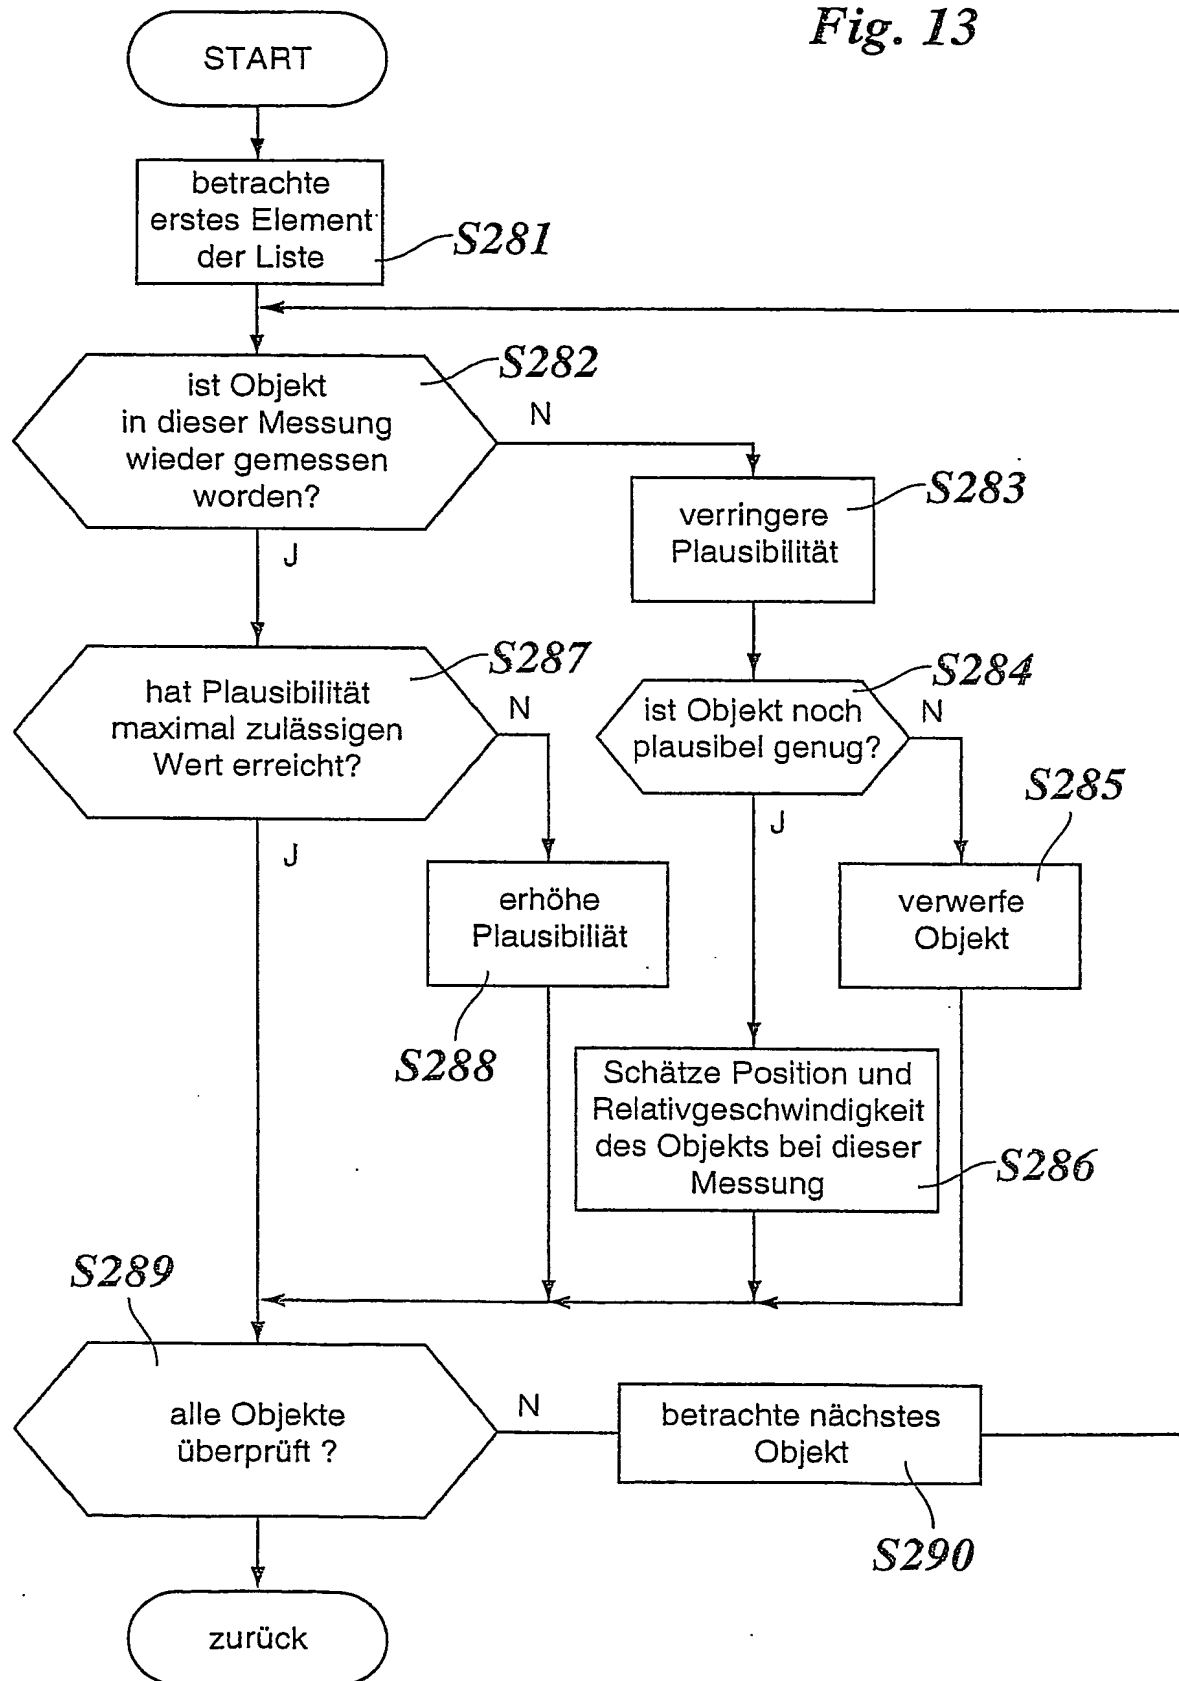 Fig. 13
START
betrachte
erstes Element
der Liste
S281
ist Objekt
in dieser Messung
wieder gemessen
worden?
S282
N
J
verringere
Plausibilität
S283
hat Plausibilität
maximal zulässigen
Wert erreicht?
S287
N
J
ist Objekt noch
plausibel genug?
S284
N
J
S285
verwerfe
Objekt
erhöhe
Plausibiliät
S288
Schätze Position und
Relativgeschwindigkeit
des Objekts bei dieser
Messung
S286
S289
alle Objekte
überprüft ?
N
betrachte nächstes
Objekt
S290
zurück